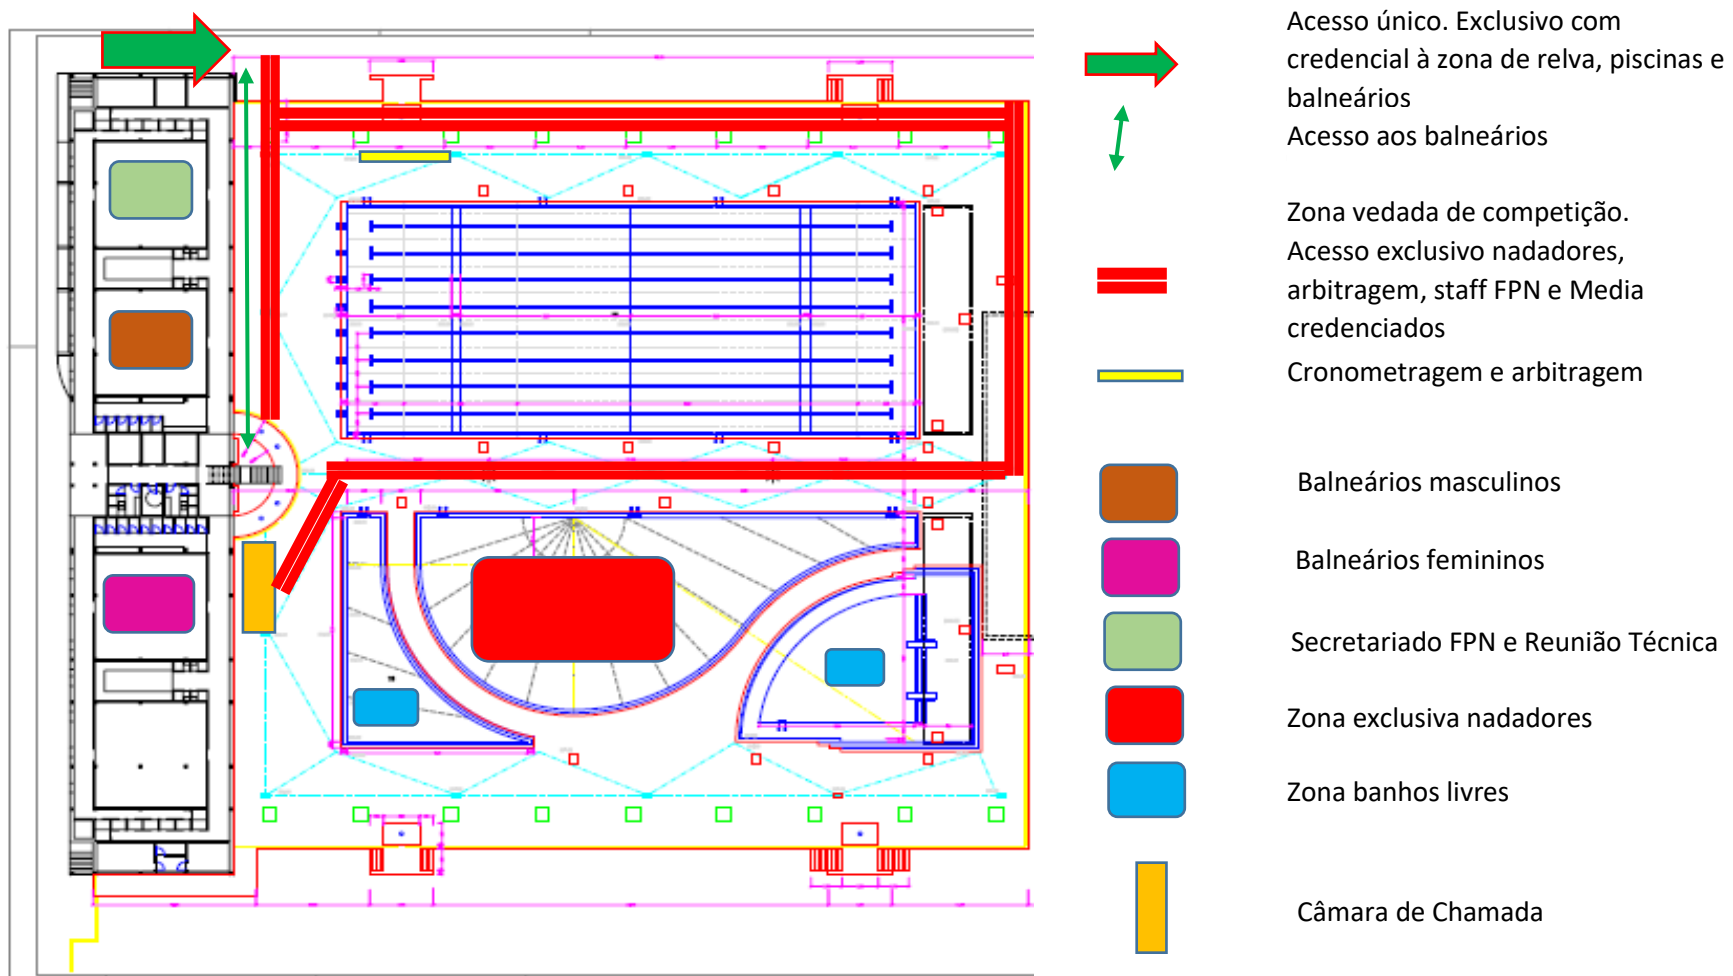 Acesso único. Exclusivo com
credencial à zona de relva, piscinas e
balneários
Acesso aos balneários
Zona vedada de competição.
Acesso exclusivo nadadores,
arbitragem, staff FPN e Media
credenciados
Cronometragem e arbitragem
Balneários masculinos
Balneários femininos
Secretariado FPN e Reunião Técnica
Zona exclusiva nadadores
Zona banhos livres
Câmara de Chamada